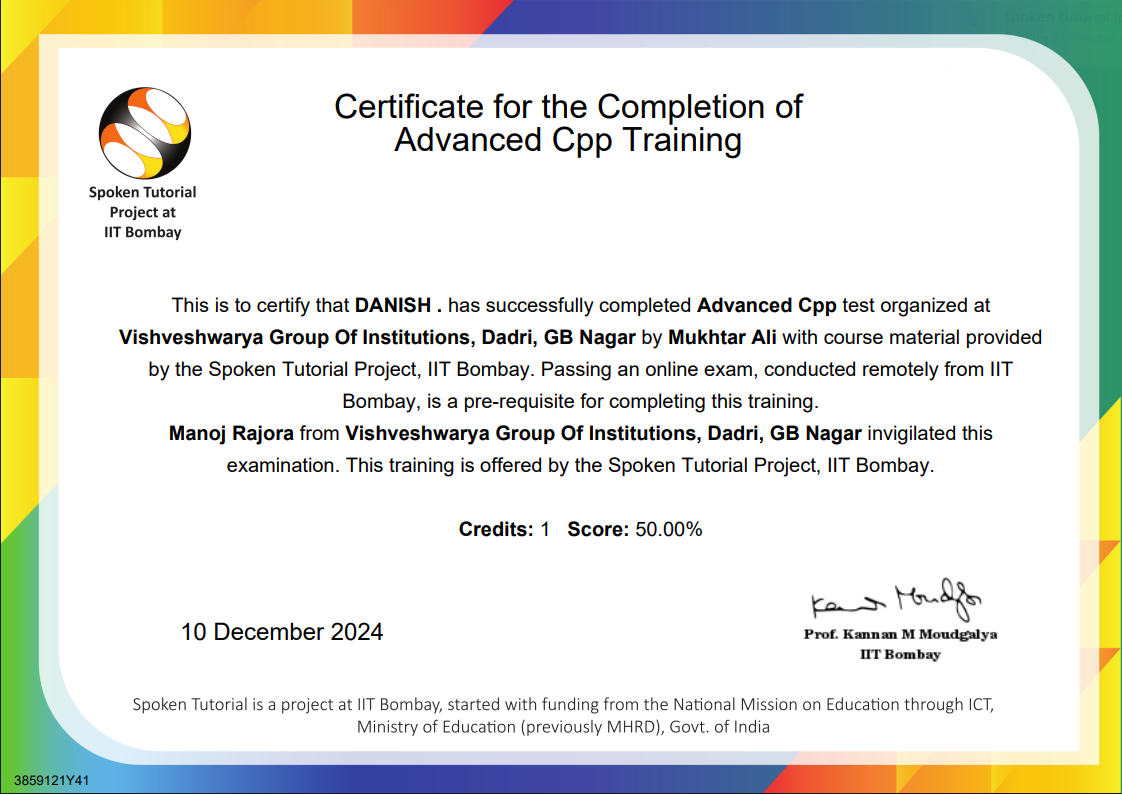 spoken tutorial
Certificate for the Completion of
Advanced Cpp Training
Spoken Tutorial
Project at
IIT Bombay
This is to certify that DANISH . has successfully completed Advanced Cpp test organized at
Vishveshwarya Group Of Institutions, Dadri, GB Nagar by Mukhtar Ali with course material provided
by the Spoken Tutorial Project, IIT Bombay. Passing an online exam, conducted remotely from IIT
Bombay, is a pre-requisite for completing this training.
Manoj Rajora from Vishveshwarya Group Of Institutions, Dadri, GB Nagar invigilated this
examination. This training is offered by the Spoken Tutorial Project, IIT Bombay.
Credits: 1 Score: 50.00%
10 December 2024
Prof. Kannan M Moudgalya
IIT Bombay
Spoken Tutorial is a project at IIT Bombay, started with funding from the National Mission on Education through ICT,
Ministry of Education (previously MHRD), Govt. of India
3859121Y41